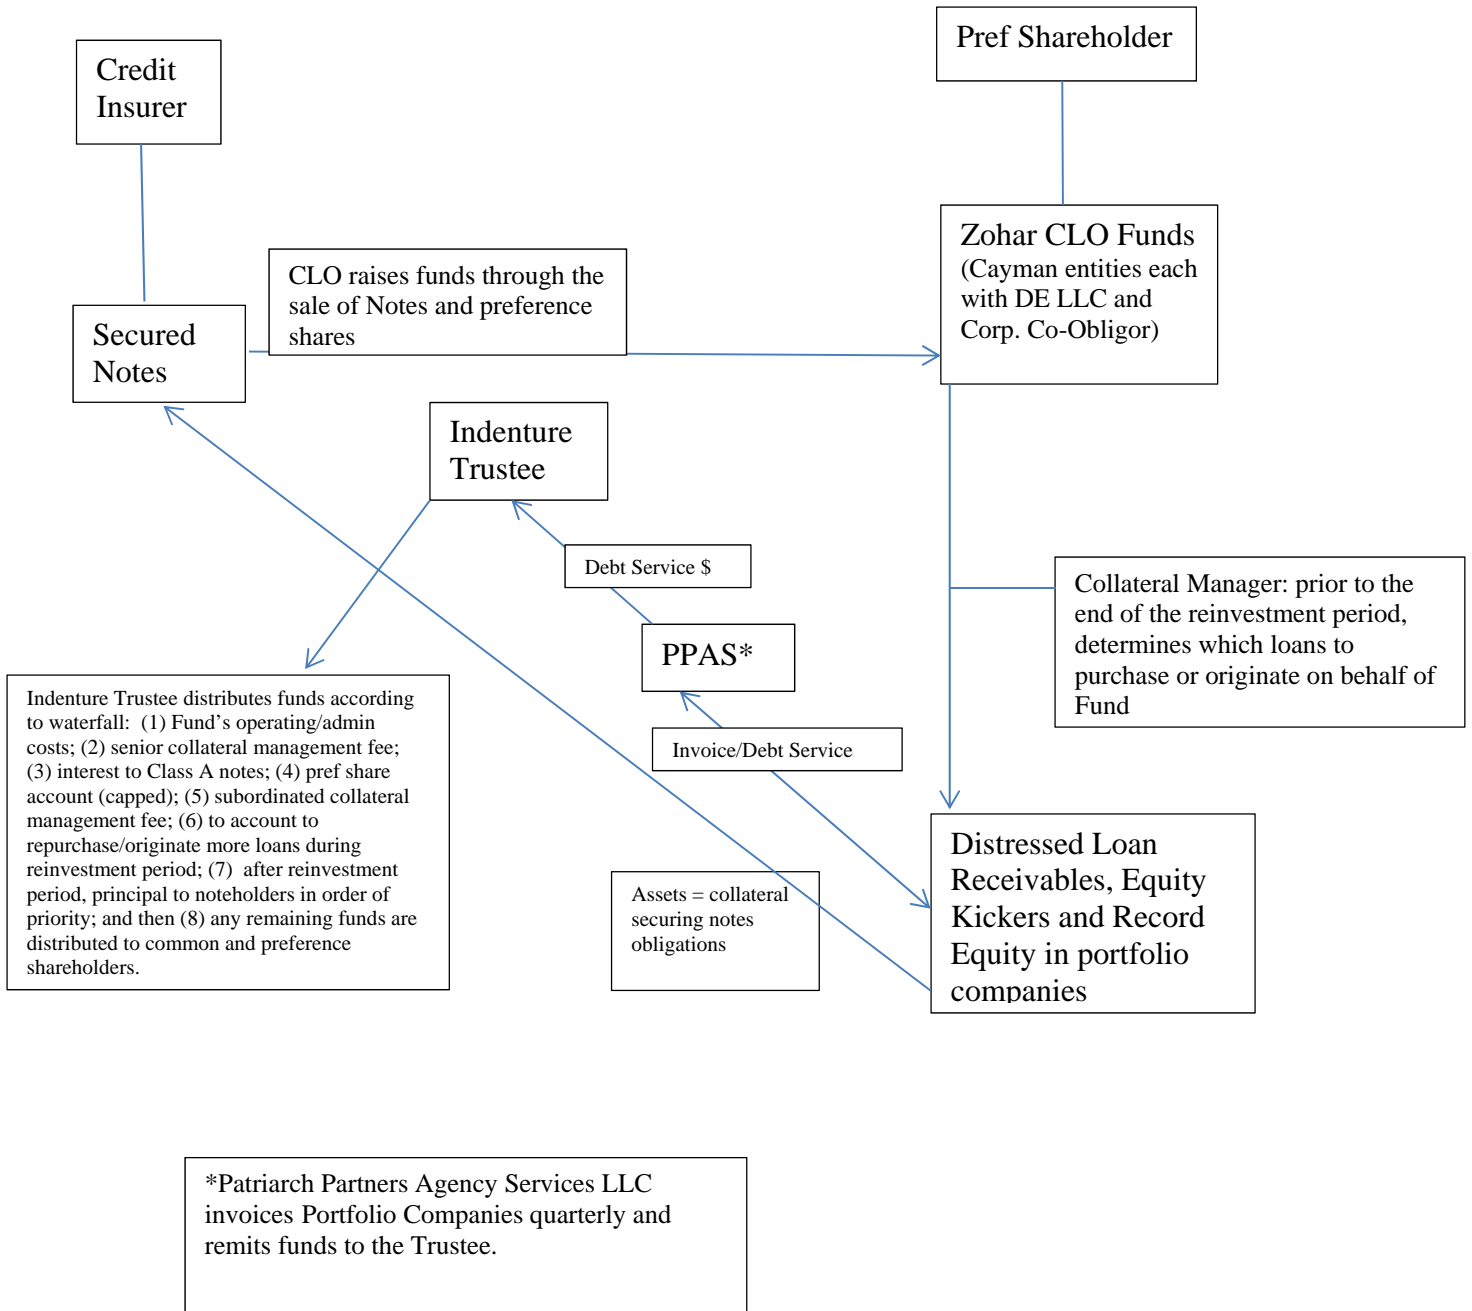 Pref Shareholder
Credit
Insurer
Zohar CLO Funds
(Cayman entities each
with DE LLC and
Corp. Co-Obligor)
CLO raises funds through the
sale of Notes and preference
shares
Secured
Notes
Indenture
Trustee
Debt Service $
Collateral Manager: prior to the
end of the reinvestment period,
determines which loans to
purchase or originate on behalf of
Fund
PPAS*
Indenture Trustee distributes funds according
to waterfall: (1) Fund’s operating/admin
costs; (2) senior collateral management fee;
(3) interest to Class A notes; (4) pref share
account (capped); (5) subordinated collateral
management fee; (6) to account to
repurchase/originate more loans during
reinvestment period; (7) after reinvestment
period, principal to noteholders in order of
priority; and then (8) any remaining funds are
distributed to common and preference
shareholders.
Invoice/Debt Service
Distressed Loan
Receivables, Equity
Kickers and Record
Equity in portfolio
companies
Assets = collateral
securing notes
obligations
*Patriarch Partners Agency Services LLC
invoices Portfolio Companies quarterly and
remits funds to the Trustee.